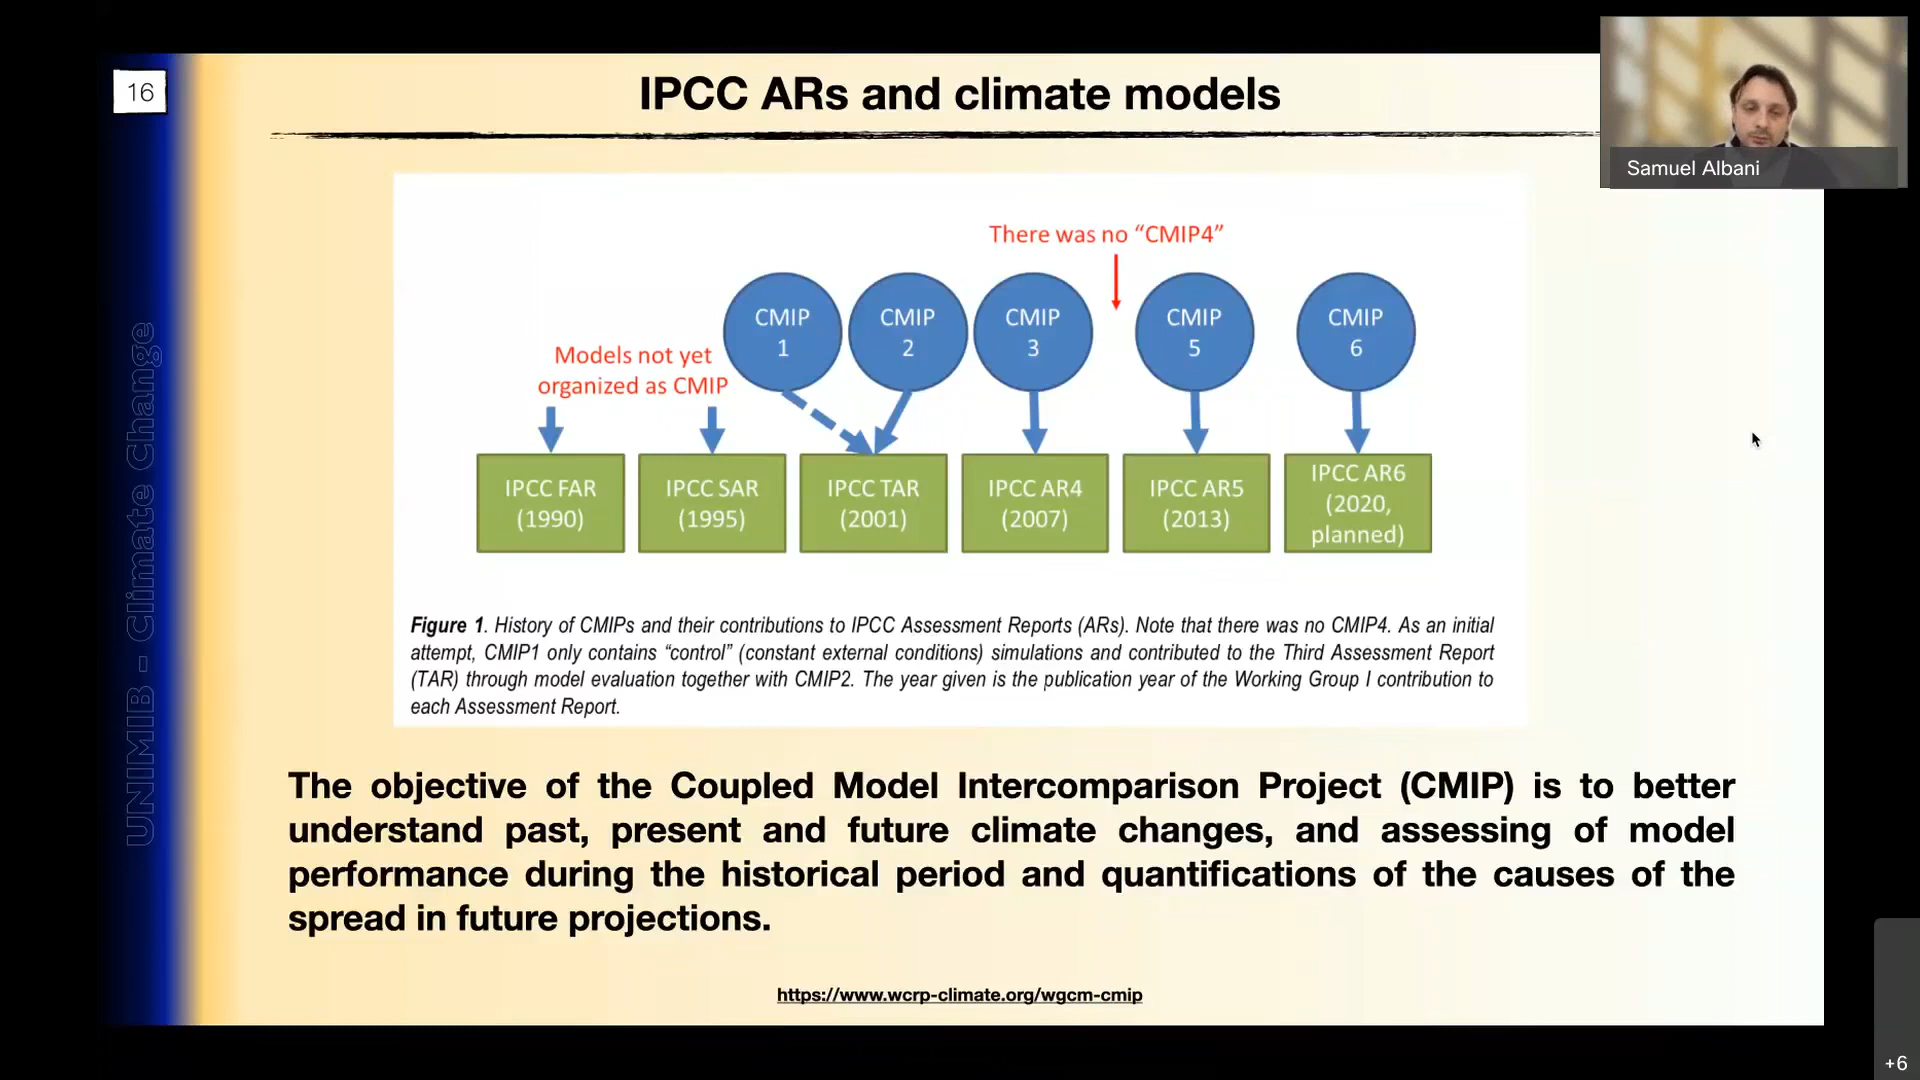 16
IPCC ARs and climate models
Samuel Albani
UNIMIB - Climate Change
There was no “CMIP4”
CMIP
1
CMIP
2
CMIP
3
CMIP
5
CMIP
6
Models not yet
organized as CMIP
IPCC FAR
(1990)
IPCC SAR
(1995)
IPCC TAR
(2001)
IPCC AR4
(2007)
IPCC AR5
(2013)
IPCC AR6
(2020,
planned)
Figure 1. History of CMIPs and their contributions to IPCC Assessment Reports (ARs). Note that there was no CMIP4. As an initial
attempt, CMIP1 only contains “control” (constant external conditions) simulations and contributed to the Third Assessment Report
(TAR) through model evaluation together with CMIP2. The year given is the publication year of the Working Group I contribution to
each Assessment Report.
The objective of the Coupled Model Intercomparison Project (CMIP) is to better
understand past, present and future climate changes, and assessing of model
performance during the historical period and quantifications of the causes of the
spread in future projections.
https://www.wcrp-climate.org/wgcm-cmip
+6